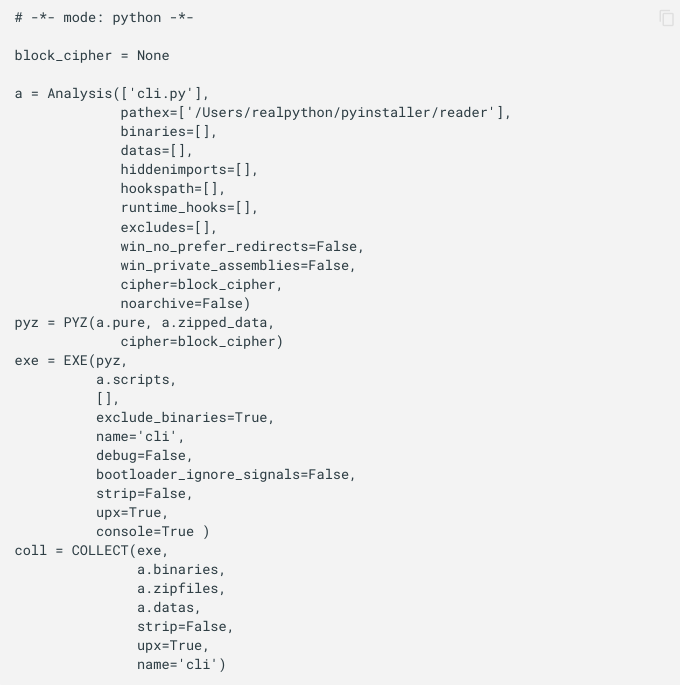 # -*- mode: python -*-

block_cipher = None

a = Analysis(['cli.py'],
             pathex=['/Users/realpython/pyinstaller/reader'],
             binaries=[],
             datas=[],
             hiddenimports=[],
             hookspath=[],
             runtime_hooks=[],
             excludes=[],
             win_no_prefer_redirects=False,
             win_private_assemblies=False,
             cipher=block_cipher,
             noarchive=False)
pyz = PYZ(a.pure, a.zipped_data,
             cipher=block_cipher)
exe = EXE(pyz,
          a.scripts,
          [],
          exclude_binaries=True,
          name='cli',
          debug=False,
          bootloader_ignore_signals=False,
          strip=False,
          upx=True,
          console=True )
coll = COLLECT(exe,
               a.binaries,
               a.zipfiles,
               a.datas,
               strip=False,
               upx=True,
               name='cli')